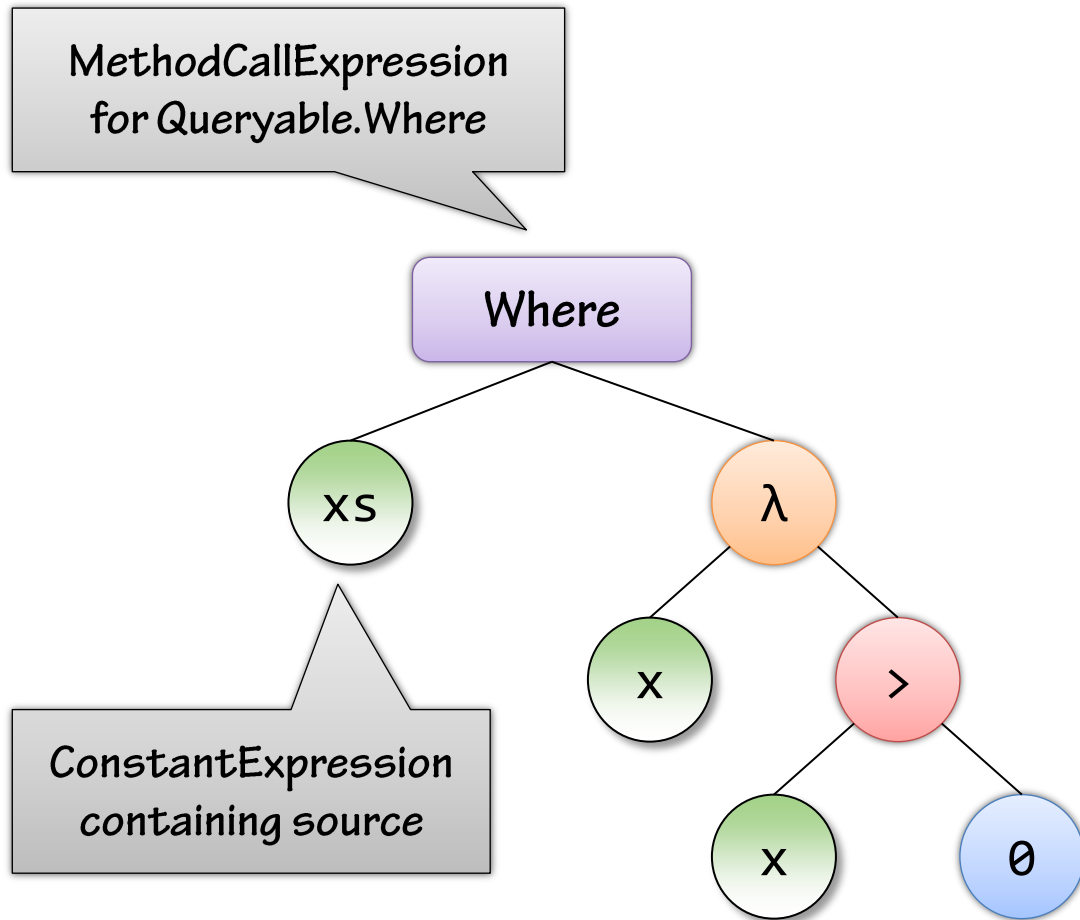 MethodCallExpression
for Queryable.Where
Where
xs
λ
x
>
ConstantExpression
containing source
x
0